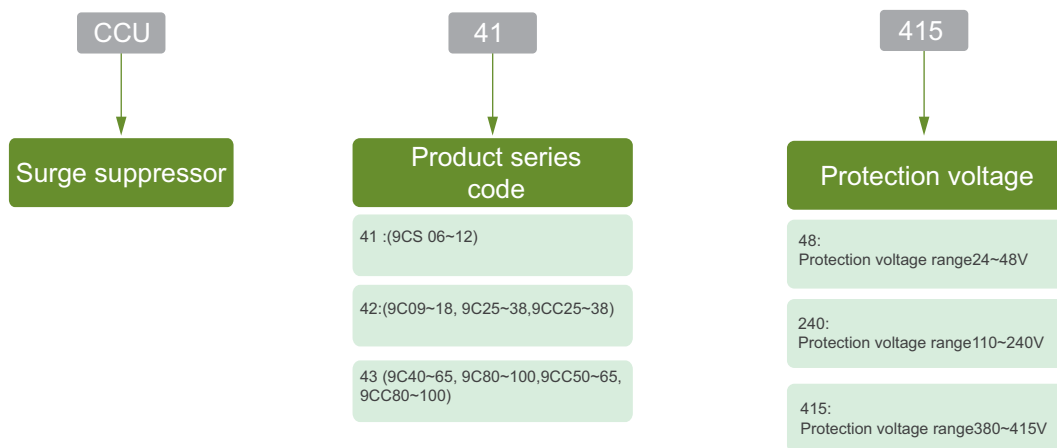 CCU
41
415
Surge suppressor
Product series
code
Protection voltage
41 :(9CS 06~12)
42:(9C09~18, 9C25~38,9CC25~38)
43 (9C40~65, 9C80~100,9CC50~65,
9CC80~100)
48:
Protection voltage range24~48V
240:
Protection voltage range110~240V
415:
Protection voltage range380~415V